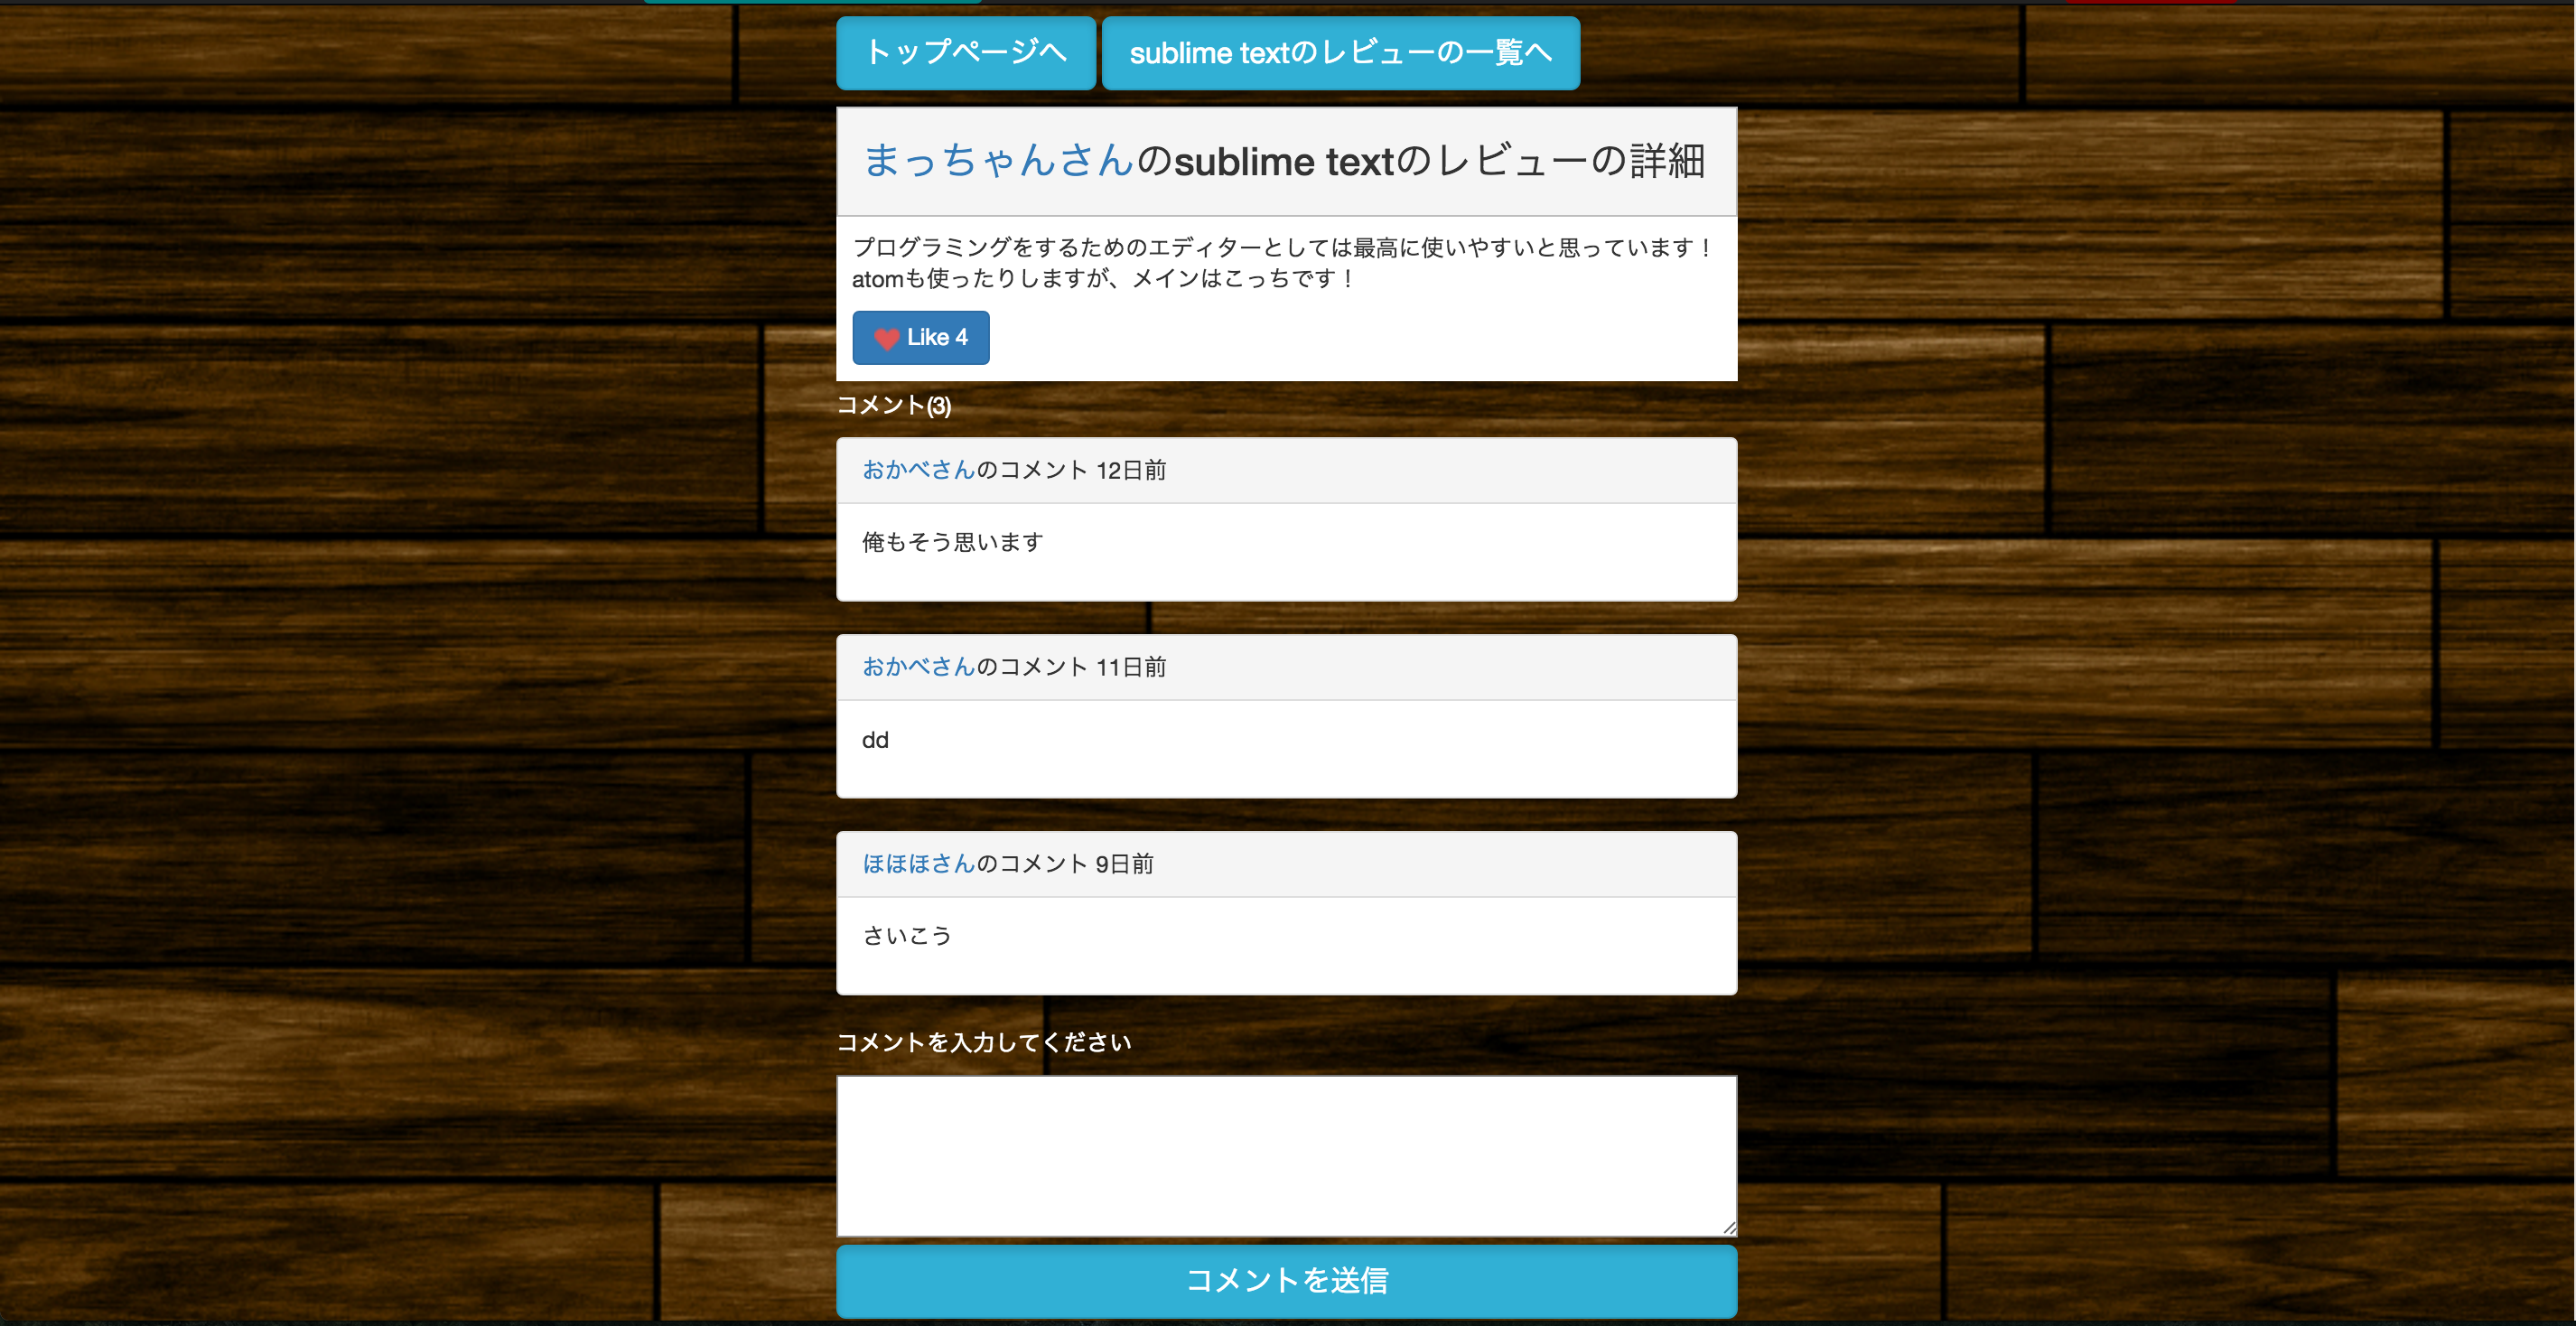 トップページへ
sublime textのレビューの一覧へ
まっちゃんさんのsublime textのレビューの詳細
プログラミングをするためのエディターとしては最高に使いやすいと思っています！
atomも使ったりしますが、メインはこっちです！
Like 4
コメント(3)
おかべさんのコメント 12日前
俺もそう思います
おかべさんのコメント 11日前
dd
ほほほさんのコメント 9日前
さいこう
コメントを入力してください
コメントを送信